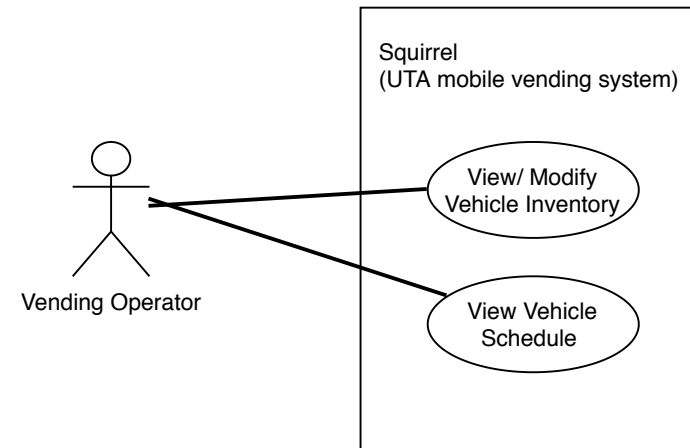 Squirrel
(UTA mobile vending system)
View/ Modify
Vehicle Inventory
Vending Operator
View Vehicle
Schedule